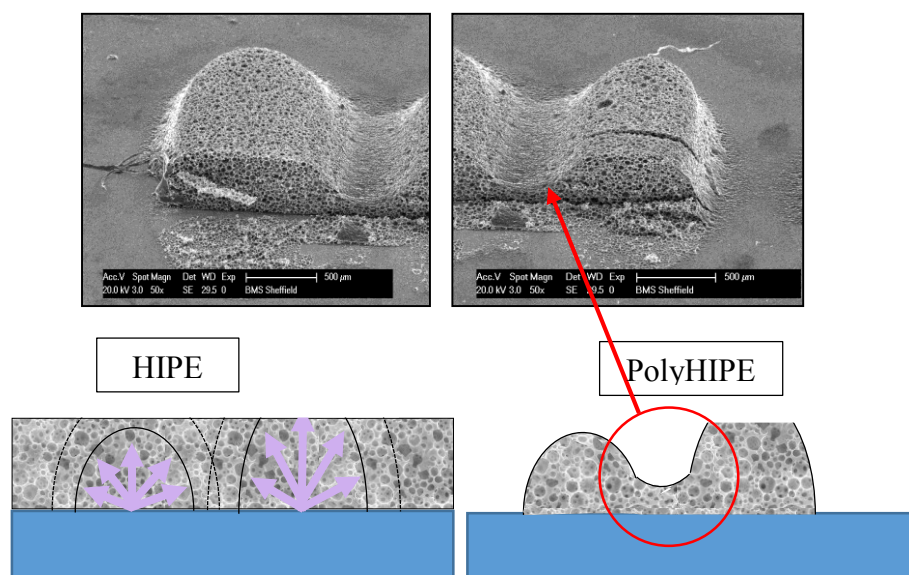 Acc.V Spot Magn Det WD Exp 500 µm
20.0 kV 3.0 50x SE 29.5 0 BMS Sheffield
Acc.V Spot Magn Det WD Exp 500 µm
20.0 kV 3.0 50x SE 29.5 0 BMS Sheffield
HIPE
PolyHIPE